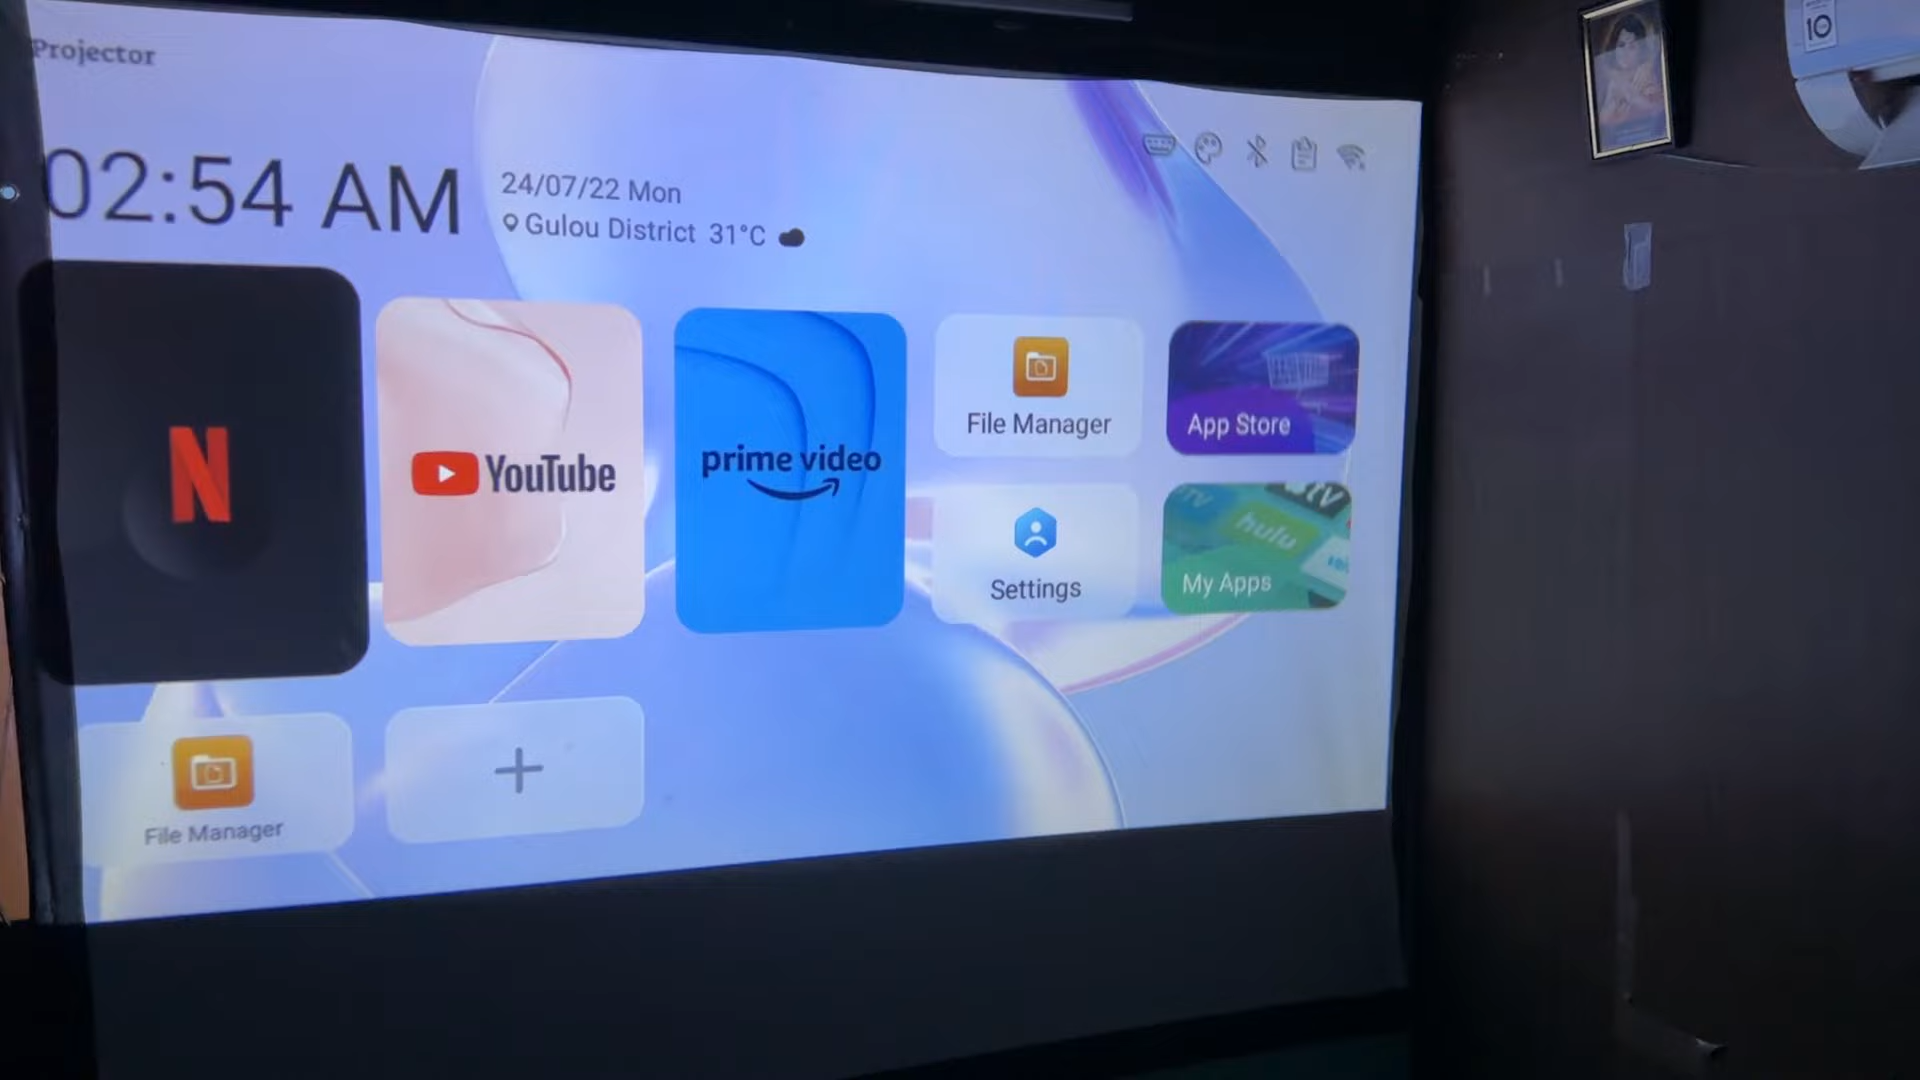 Projector
02:54 AM
24/07/22 Mon
Gulou District 31°C
N
YouTube
prime video
File Manager
App Store
Settings
tv
hulu
My Apps
File Manager
10